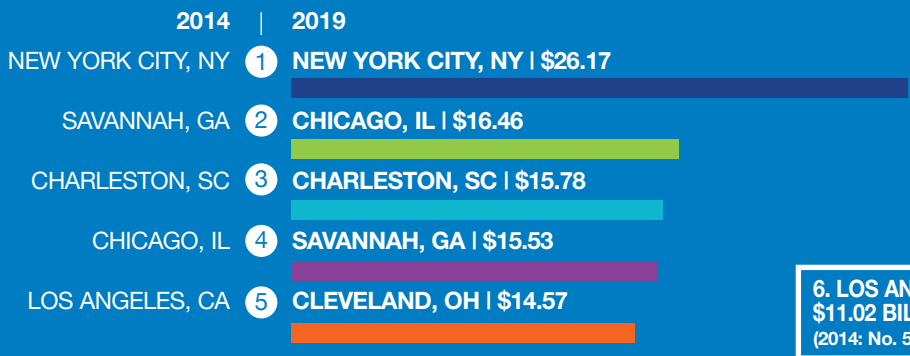 2014 | 2019
NEW YORK CITY, NY 1 NEW YORK CITY, NY | $26.17
SAVANNAH, GA 2 CHICAGO, IL | $16.46
CHARLESTON, SC 3 CHARLESTON, SC | $15.78
CHICAGO, IL 4 SAVANNAH, GA | $15.53
LOS ANGELES, CA 5 CLEVELAND, OH | $14.57
6. LOS
$11.02
(2014: No. 5